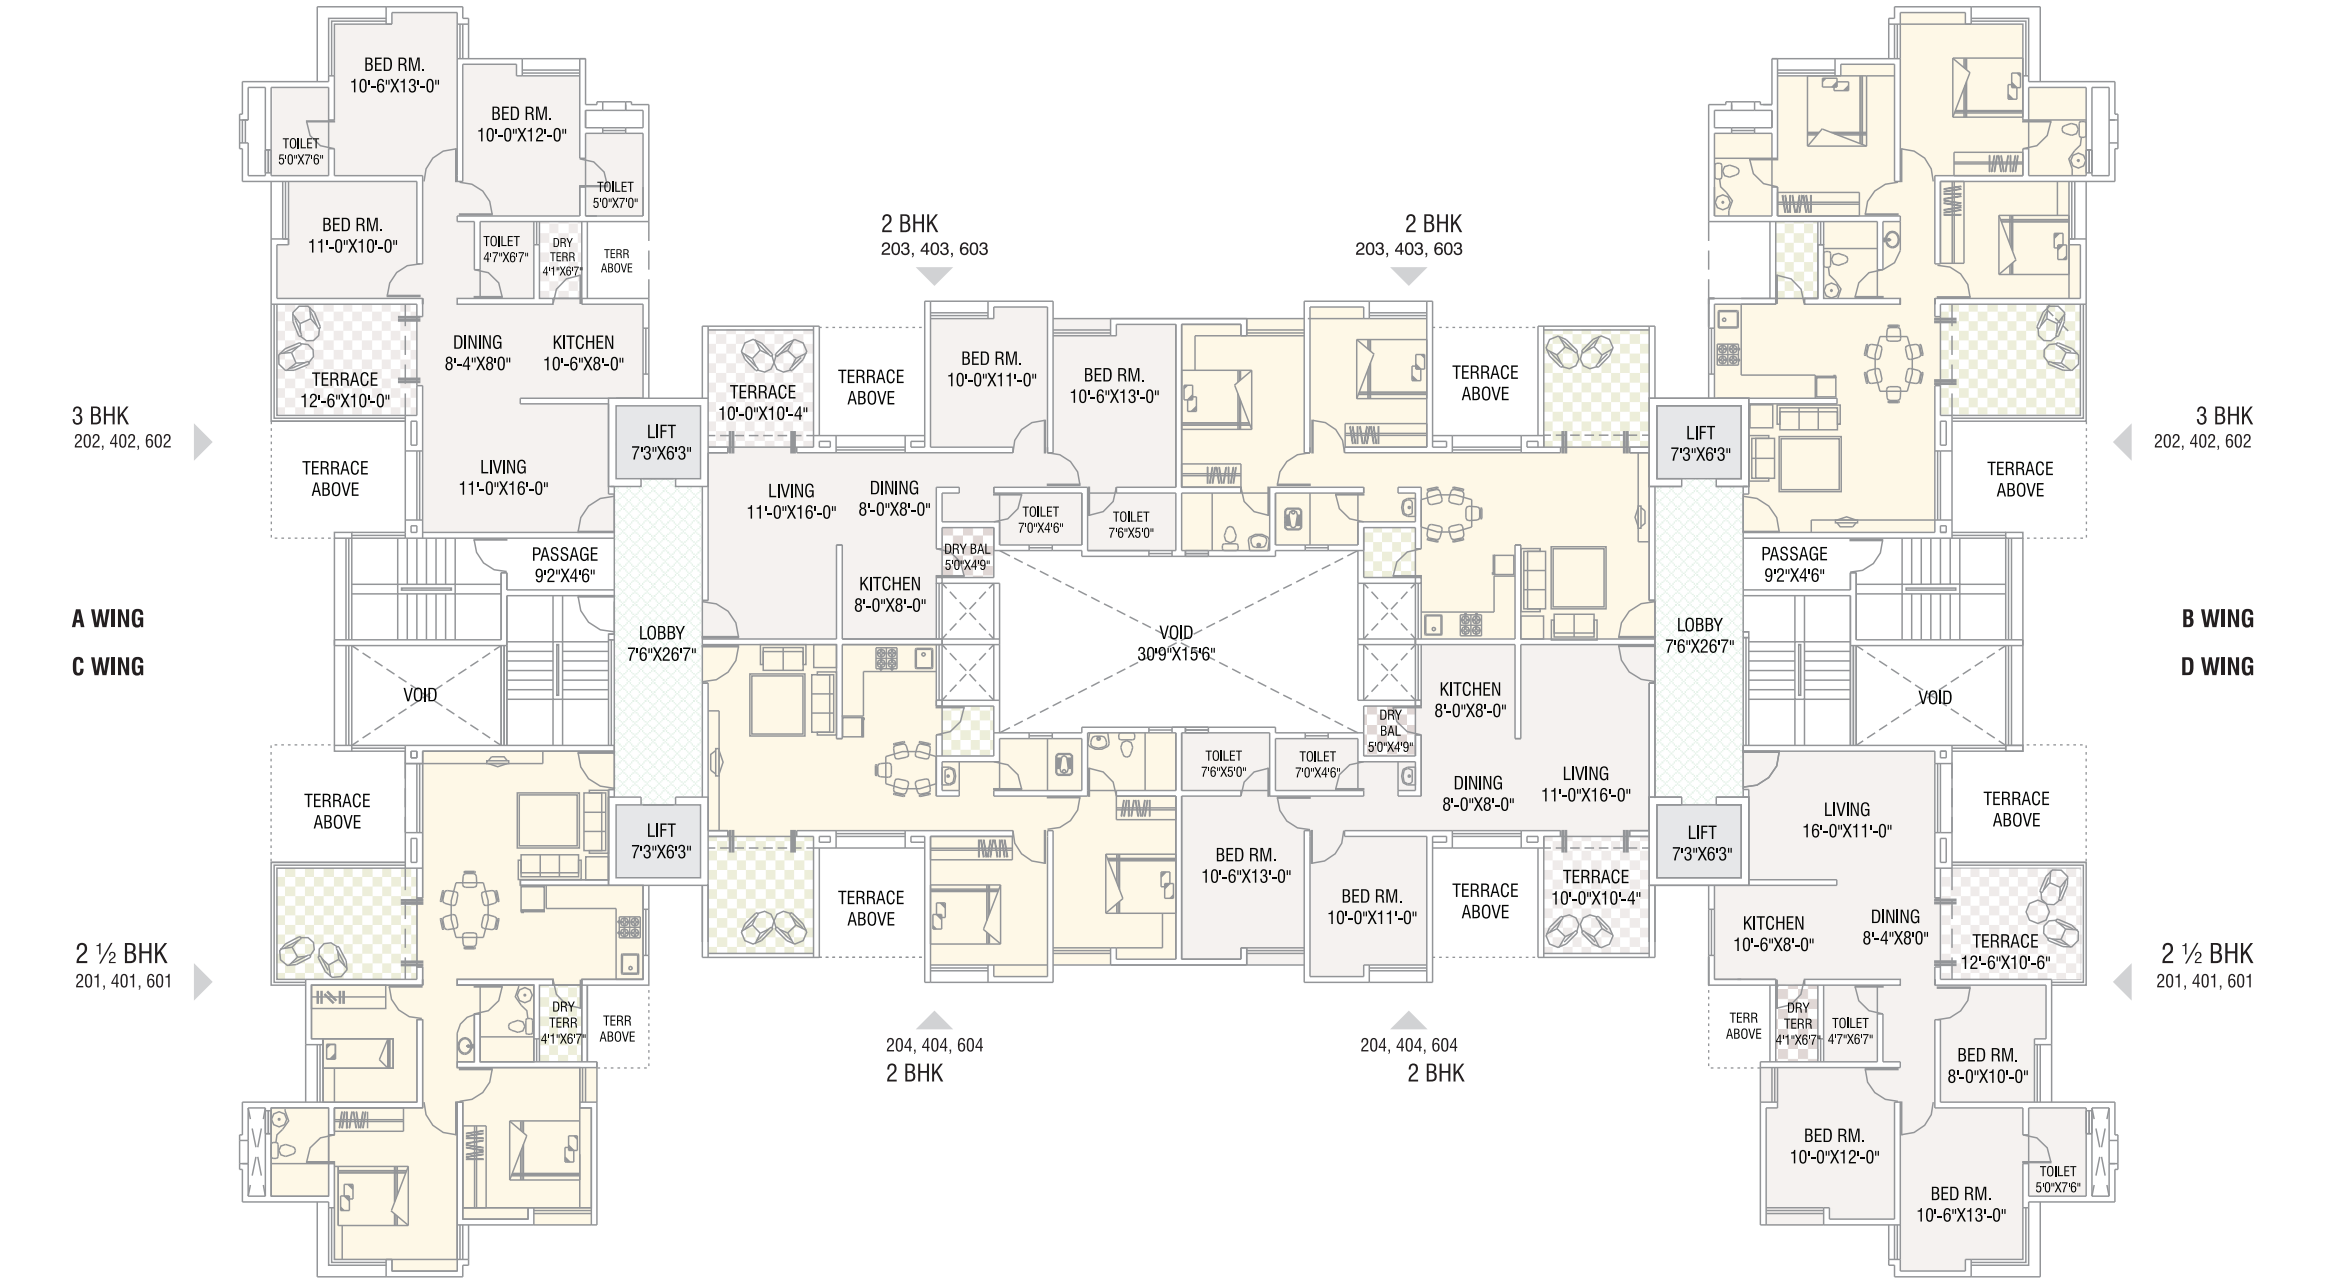 BED RM.
10'-6"X13'-0"
BED RM.
10'-0"X12'-0"
TOILET
5'0"X7'6"
TOILET
5'0"X7'0"
BED RM.
11'-0"X10'-0"
TOILET
4'7"X6'7"
DRY
TERR
4'1"X6'7"
TERR
ABOVE
DINING
8'-4"X8'0"
KITCHEN
10'-6"X8'-0"
TERRACE
12'-6"X10'-0"
3 BHK
202, 402, 602
TERRACE
ABOVE
LIVING
11'-0"X16'-0"
LIFT
7'3"X6'3"
PASSAGE
9'2"X4'6"
A WING
C WING
VOID
LOBBY
7'6"X26'7"
2 BHK
203, 403, 603
TERRACE
10'-0"X10'-4"
TERRACE
ABOVE
BED RM.
10'-0"X11'-0"
BED RM.
10'-6"X13'-0"
LIVING
11'-0"X16'-0"
DINING
8'-0"X8'-0"
TOILET
7'0"X4'6"
TOILET
7'6"X5'0"
DRY BAL
5'0"X4'9"
KITCHEN
8'-0"X8'-0"
VOID
30'9"X15'6"
2 BHK
203, 403, 603
TERRACE
ABOVE
LIFT
7'3"X6'3"
3 BHK
202, 402, 602
TERRACE
ABOVE
PASSAGE
9'2"X4'6"
B WING
D WING
LOBBY
7'6"X26'7"
VOID
TERRACE
ABOVE
LIFT
7'3"X6'3"
2 ½ BHK
201, 401, 601
DRY
TERR
4'1"X6'7"
TERR
ABOVE
TERRACE
ABOVE
204, 404, 604
2 BHK
KITCHEN
8'-0"X8'-0"
DRY
BAL
5'0"X4'9"
TOILET
7'6"X5'0"
TOILET
7'0"X4'6"
DINING
8'-0"X8'-0"
LIVING
11'-0"X16'-0"
BED RM.
10'-6"X13'-0"
BED RM.
10'-0"X11'-0"
TERRACE
ABOVE
TERRACE
10'-0"X10'-4"
204, 404, 604
2 BHK
LIFT
7'3"X6'3"
LIVING
16'-0"X11'-0"
TERRACE
ABOVE
KITCHEN
10'-6"X8'-0"
DINING
8'-4"X8'0"
TERRACE
12'-6"X10'-6"
2 ½ BHK
201, 401, 601
TERR
ABOVE
DRY
TERR
4'1"X6'7"
TOILET
4'7"X6'7"
BED RM.
8'-0"X10'-0"
BED RM.
10'-0"X12'-0"
TOILET
5'0"X7'6"
BED RM.
10'-6"X13'-0"